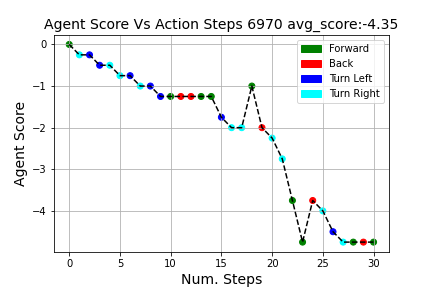 Agent Score Vs Action Steps 6970 avg_score:-4.35
Agent Score
0
−1
−2
−3
−4
Forward
Back
Turn Left
Turn Right
0 5 10 15 20 25 30
Num. Steps